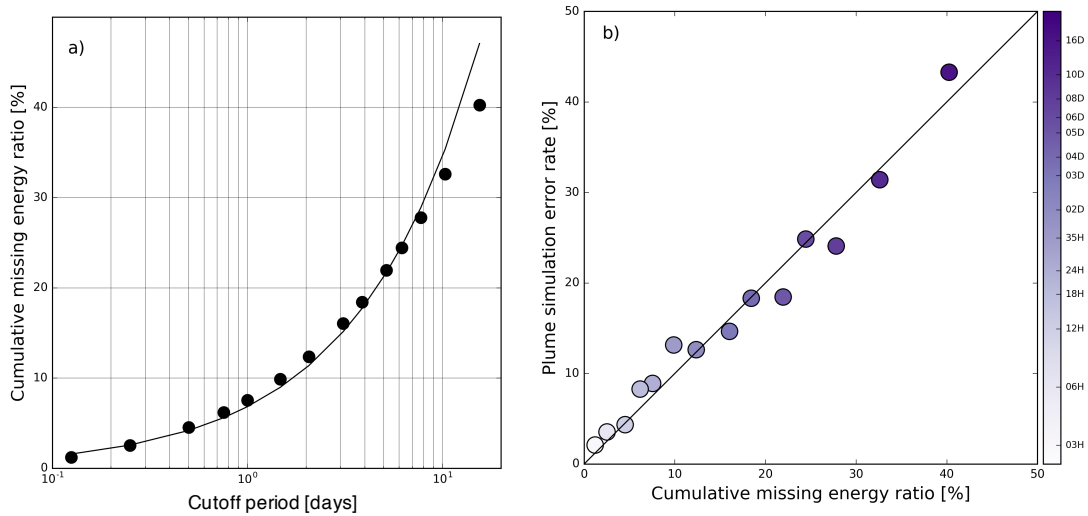 a)
Cumulative missing energy ratio [%]
40
30
20
10
0
10⁻¹
10⁰
10¹
Cutoff period [days]
b)
Plume simulation error rate [%]
50
40
30
20
10
0
0 10 20 30 40 50
Cumulative missing energy ratio [%]
16D
10D
08D
06D
05D
04D
03D
02D
35H
24H
18H
12H
06H
03H